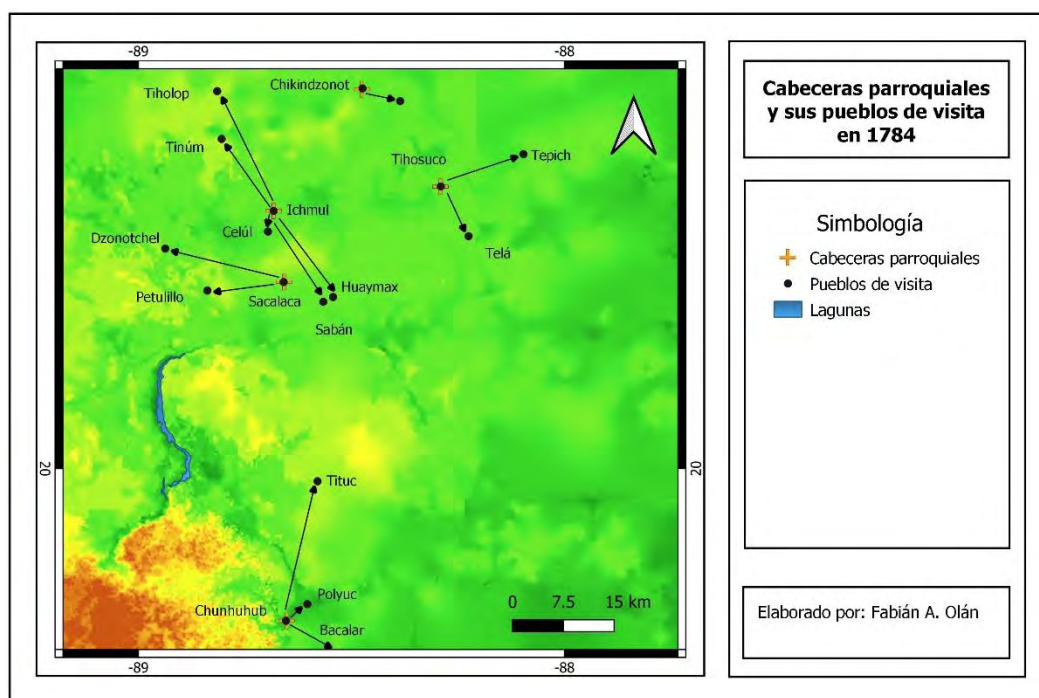 -89
-88
Tiholop
Chikindzonot
Tinúm
Tihosuco
Tepich
Ichmul
Celúl
Dzonotchel
Telá
Petulillo
Sacalaca
Huaymax
Sabán
20
20
Tituc
Polyuc
Chunhuhub
Bacalar
0 7.5 15 km
-89
-88
Cabeceras parroquiales
y sus pueblos de visita
en 1784
Simbología
Cabeceras parroquiales
Pueblos de visita
Lagunas
Elaborado por: Fabián A. Olán